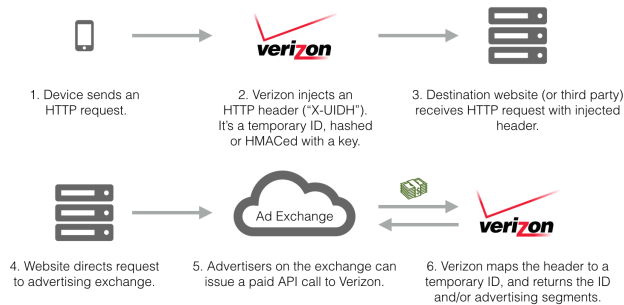 verizon
1. Device sends an
HTTP request.
2. Verizon injects an
HTTP header ("X-UIDH").
It's a temporary ID, hashed
or HMACed with a key.
3. Destination website (or third party)
receives HTTP request with injected
header.
Ad Exchange
verizon
4. Website directs request
to advertising exchange.
5. Advertisers on the exchange can
issue a paid API call to Verizon.
6. Verizon maps the header to a
temporary ID, and returns the ID
and/or advertising segments.